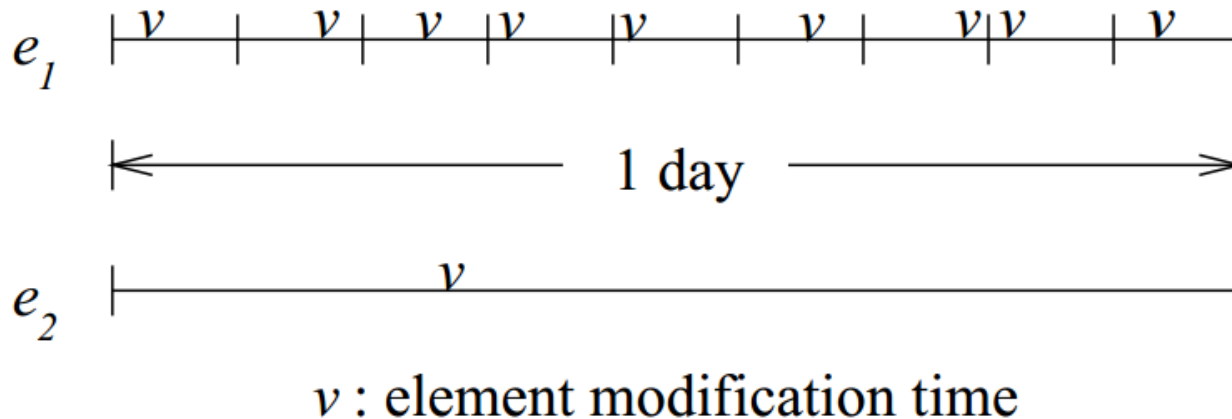 v v v v v v v v v
e1
1 day
v
e2
v : element modification time